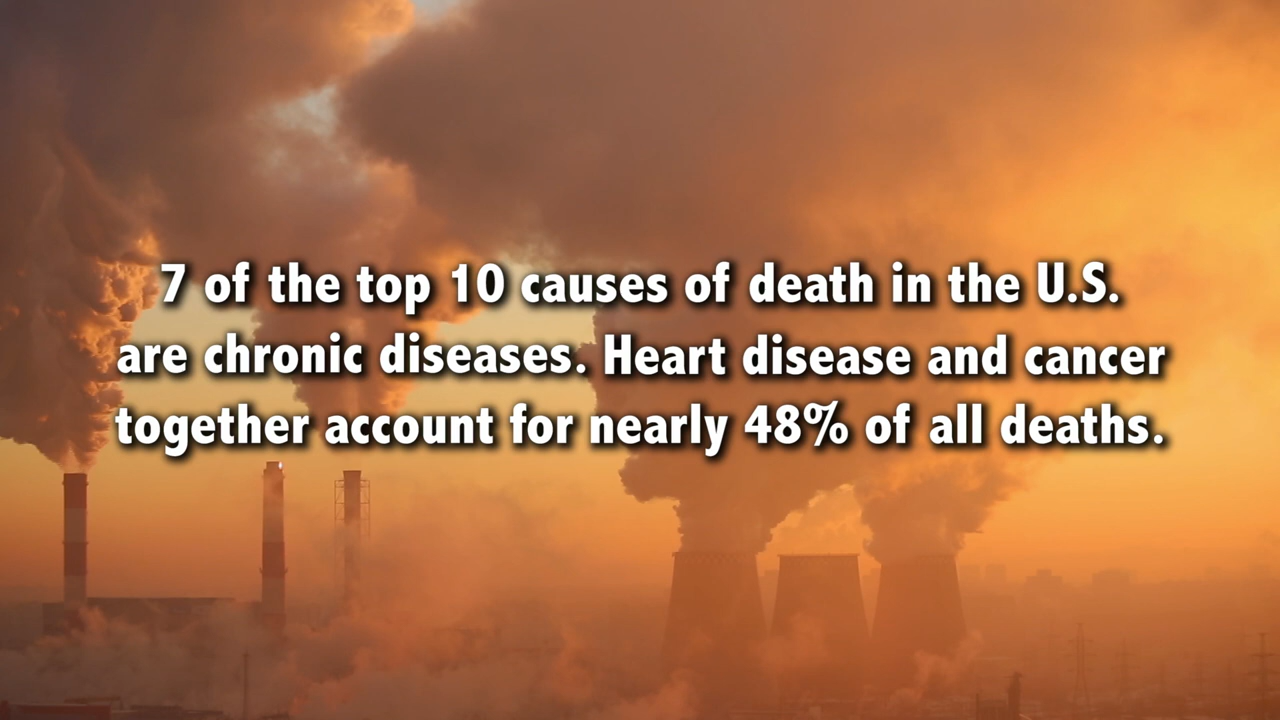 7 of the top 10 causes of death in the U.S.
are chronic diseases. Heart disease and cancer
together account for nearly 48% of all deaths.